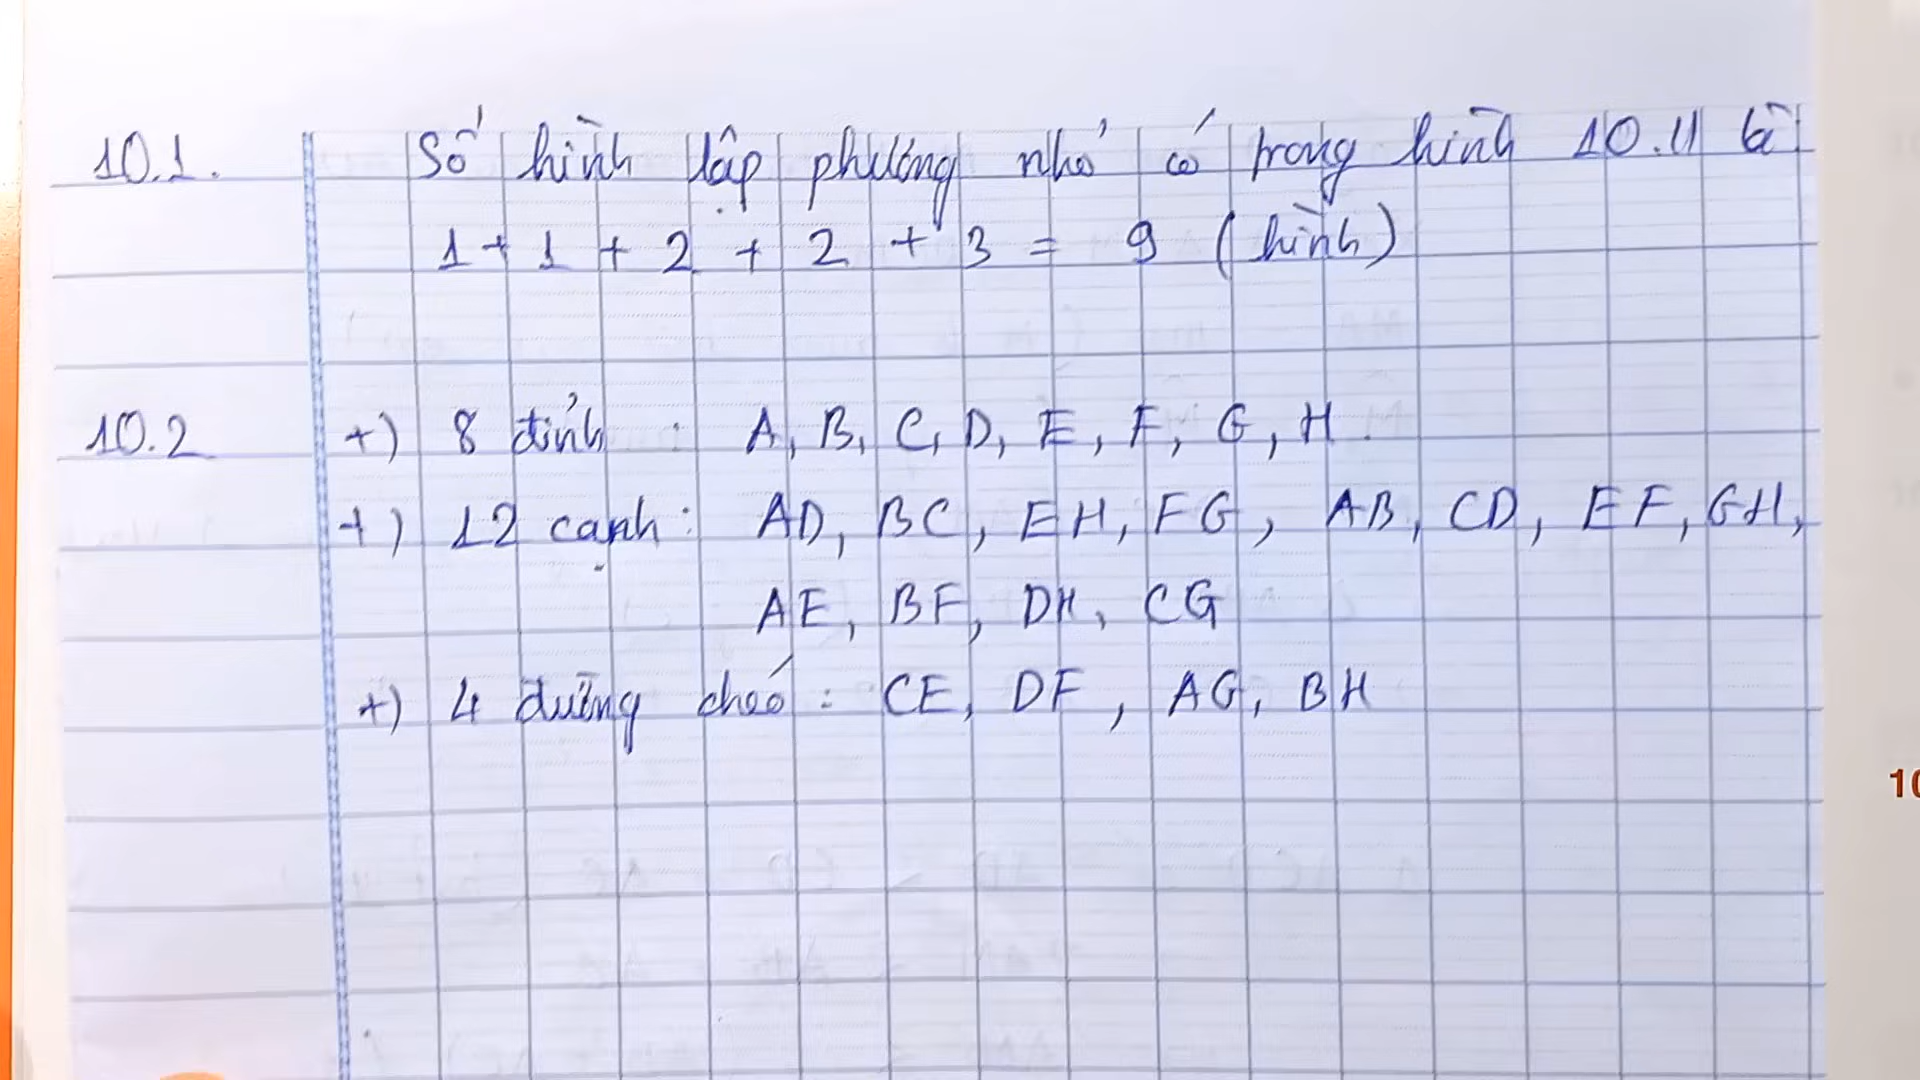 10.1. Số hình lập phương nhỏ có trong hình 10.11 là
1 + 1 + 2 + 2 + 3 = 9 (hình)
10.2 +) 8 đỉnh : A, B, C, D, E, F, G, H.
+) 12 cạnh : AD, BC, EH, FG, AB, CD, EF, GH,
AE, BF, DH, CG
+) 4 đường chéo : CE, DF, AG, BH
10